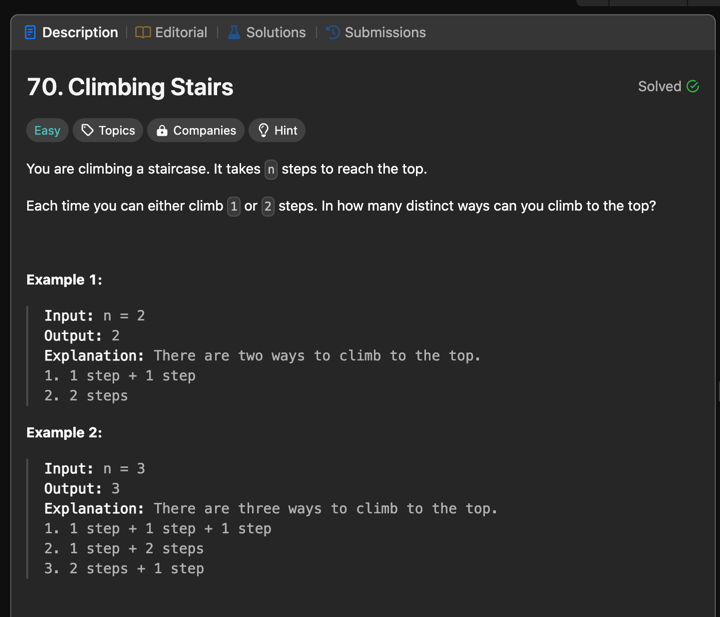 Description Editorial Solutions Submissions
70. Climbing Stairs Solved
Easy Topics Companies Hint
You are climbing a staircase. It takes n steps to reach the top.
Each time you can either climb 1 or 2 steps. In how many distinct ways can you climb to the top?
Example 1:
Input: n = 2
Output: 2
Explanation: There are two ways to climb to the top.
1. 1 step + 1 step
2. 2 steps
Example 2:
Input: n = 3
Output: 3
Explanation: There are three ways to climb to the top.
1. 1 step + 1 step + 1 step
2. 1 step + 2 steps
3. 2 steps + 1 step